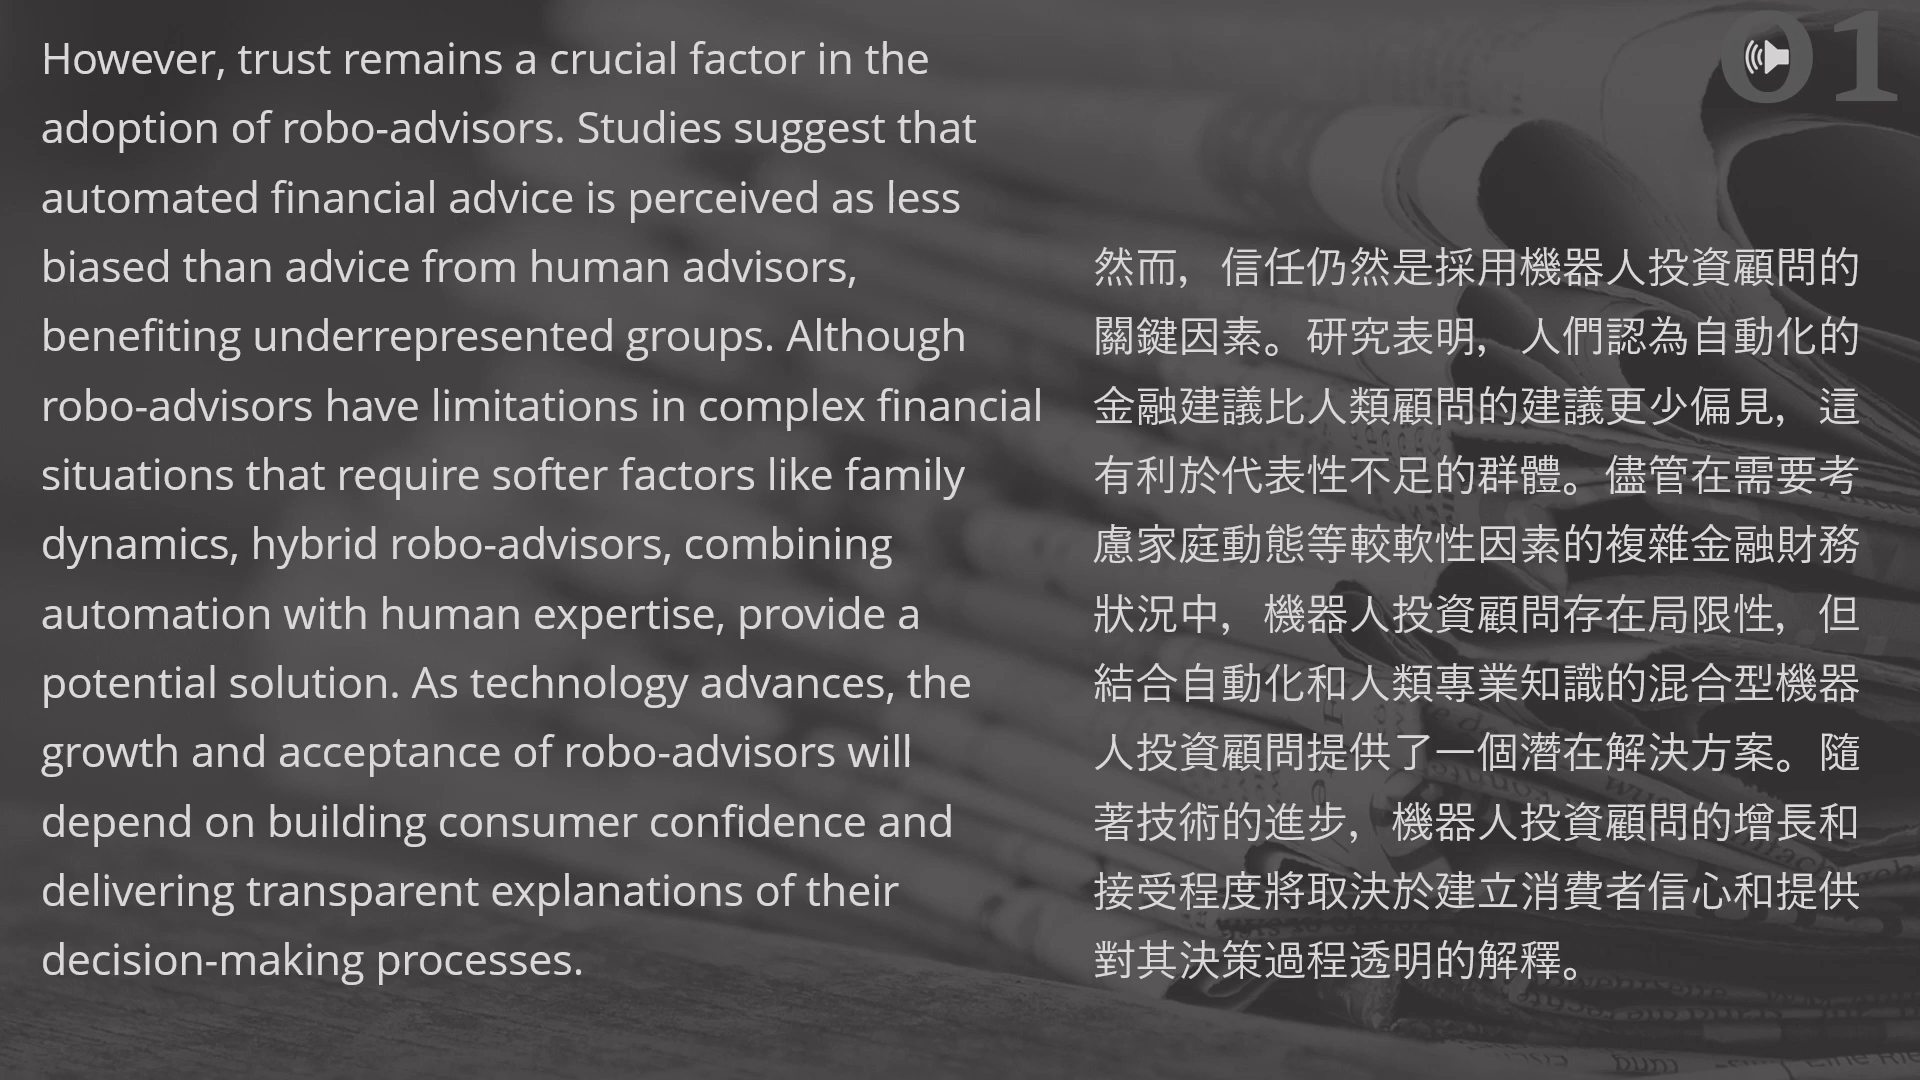 01
However, trust remains a crucial factor in the
adoption of robo-advisors. Studies suggest that
automated financial advice is perceived as less
biased than advice from human advisors,
benefiting underrepresented groups. Although
robo-advisors have limitations in complex financial
situations that require softer factors like family
dynamics, hybrid robo-advisors, combining
automation with human expertise, provide a
potential solution. As technology advances, the
growth and acceptance of robo-advisors will
depend on building consumer confidence and
delivering transparent explanations of their
decision-making processes.
然而，信任仍然是採用機器人投資顧問的
關鍵因素。研究表明，人們認為自動化的
金融建議比人類顧問的建議更少偏見，這
有利於代表性不足的群體。儘管在需要考
慮家庭動態等較軟性因素的複雜金融財務
狀況中，機器人投資顧問存在局限性，但
結合自動化和人類專業知識的混合型機器
人投資顧問提供了一個潛在解決方案。隨
著技術的進步，機器人投資顧問的增長和
接受程度將取決於建立消費者信心和提供
對其決策過程透明的解釋。